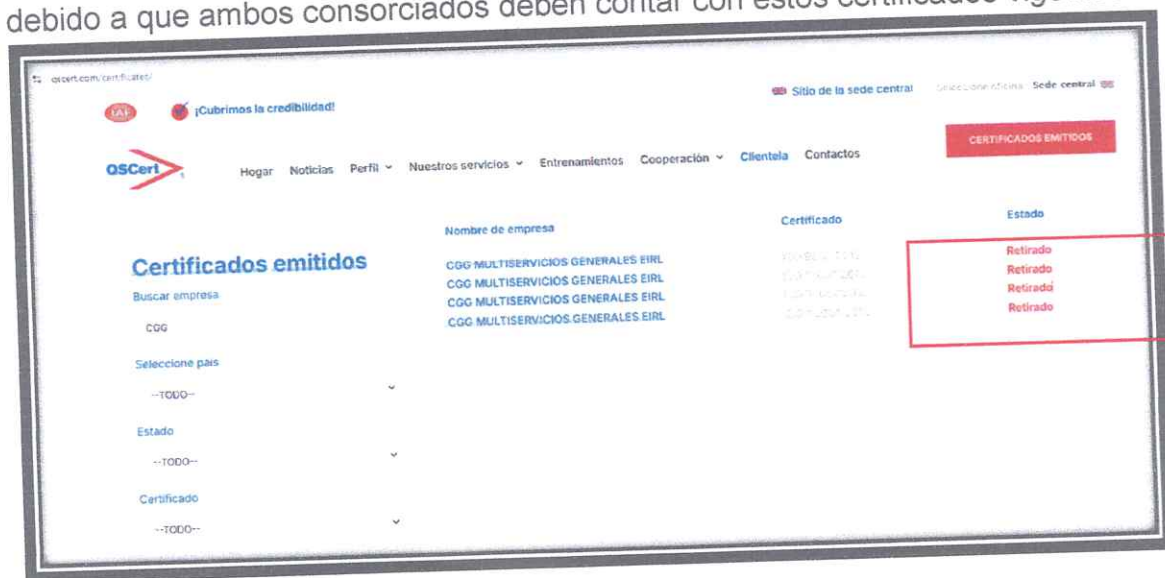 debido a que ambos consorciados deben contar con estos certificados
qscert.com/certificates/
IAF
¡Cubrimos la credibilidad!
Sitio de la sede central
Sede central
CERTIFICADOS EMITIDOS
QSCert
Hogar Noticias Perfil Nuestros servicios Entrenamientos Cooperación Clientela Contactos
Nombre de empresa Certificado Estado
Certificados emitidos
CGG MULTISERVICIOS GENERALES EIRL Retirado
CGG MULTISERVICIOS GENERALES EIRL Retirado
CGG MULTISERVICIOS GENERALES EIRL Retirado
CGG MULTISERVICIOS GENERALES EIRL Retirado
Buscar empresa
CGG
Seleccione país
--TODO--
Estado
--TODO--
Certificado
--TODO--